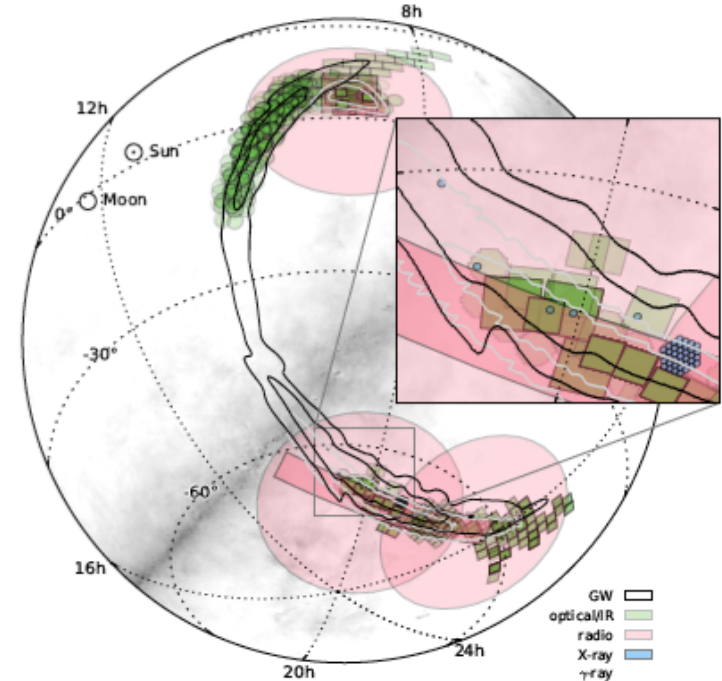 8h
12h
Sun
Moon
0°
-30°
-60°
16h
20h
24h
GW
optical/IR
radio
X-ray
γ-ray